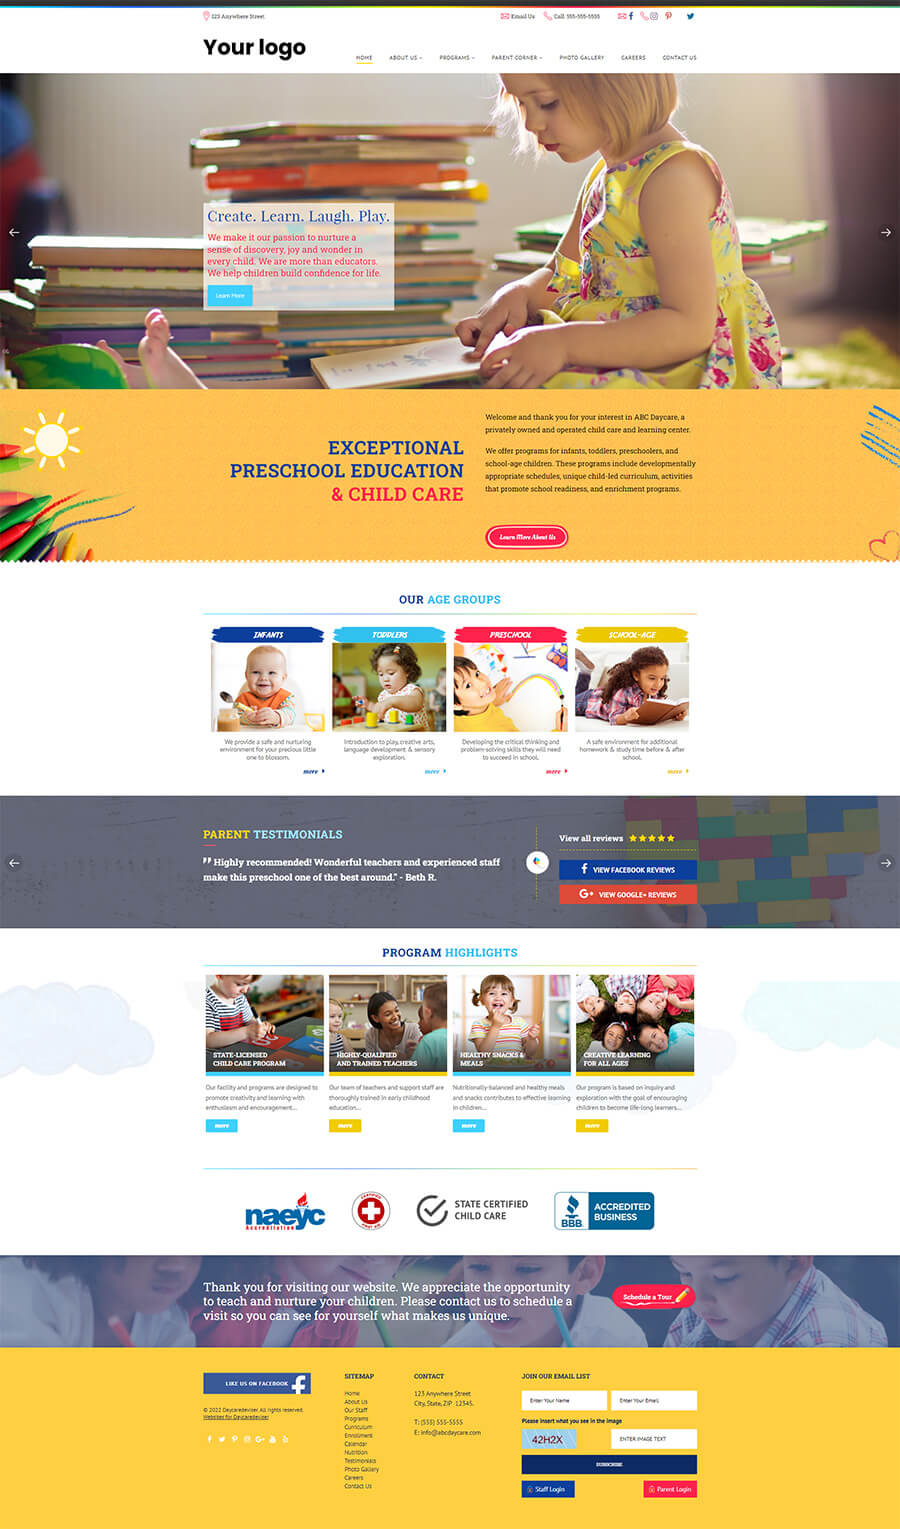 123 Anywhere Street
Email Us
Call: 555-555-5555
Your logo
HOME
ABOUT US
PROGRAMS
PARENT CORNER
PHOTO GALLERY
CAREERS
CONTACT US
Create. Learn. Laugh. Play.
We make it our passion to nurture a
sense of discovery, joy and wonder in
every child. We are more than educators.
We help children build confidence for life.
Learn More
EXCEPTIONAL
PRESCHOOL EDUCATION
& CHILD CARE
Welcome and thank you for your interest in ABC Daycare, a
privately owned and operated child care and learning center.
We offer programs for infants, toddlers, preschoolers, and
school-age children. These programs include developmentally
appropriate schedules, unique child-led curriculum, activities
that promote school readiness, and enrichment programs.
Learn More About Us
OUR AGE GROUPS
INFANTS
We provide a safe and nurturing
environment for your precious little
one to blossom.
more
TODDLERS
Introduction to play, creative arts,
language development & sensory
exploration.
more
PRESCHOOL
Developing the critical thinking and
problem-solving skills they will need
to succeed in school.
more
SCHOOL-AGE
A safe environment for additional
homework & study time before & after
school.
more
PARENT TESTIMONIALS
" Highly recommended! Wonderful teachers and experienced staff
make this preschool one of the best around." - Beth R.
View all reviews
VIEW FACEBOOK REVIEWS
G+ VIEW GOOGLE+ REVIEWS
PROGRAM HIGHLIGHTS
STATE-LICENSED
CHILD CARE PROGRAM
Our facility and programs are designed to
promote creativity and learning with
enthusiasm and encouragement...
more
HIGHLY-QUALIFIED
AND TRAINED TEACHERS
Our team of teachers and support staff are
thoroughly trained in early childhood
education...
more
HEALTHY SNACKS &
MEALS
Nutritionally-balanced and healthy meals
and snacks contributes to effective learning
in children...
more
CREATIVE LEARNING
FOR ALL AGES
Our program is based on inquiry and
exploration with the goal of encouraging
children to become life-long learners...
more
naeyc
Accreditation
CERTIFIED
FIRST AID
STATE CERTIFIED
CHILD CARE
BBB.
ACCREDITED
BUSINESS
Thank you for visiting our website. We appreciate the opportunity
to teach and nurture your children. Please contact us to schedule a
visit so you can see for yourself what makes us unique.
Schedule a Tour
LIKE US ON FACEBOOK
© 2022 Daycaredeviser. All rights reserved.
Websites for Daycaredeviser
SITEMAP
Home
About Us
Our Staff
Programs
Curriculum
Enrollment
Calendar
Nutrition
Testimonials
Photo Gallery
Careers
Contact Us
CONTACT
123 Anywhere Street
City, State, ZIP 12345.
T: (555) 555-5555
E: info@abcdaycare.com
JOIN OUR EMAIL LIST
Enter Your Name
Enter Your Email
Please insert what you see in the image
42H2X
ENTER IMAGE TEXT
SUBSCRIBE
Staff Login
Parent Login